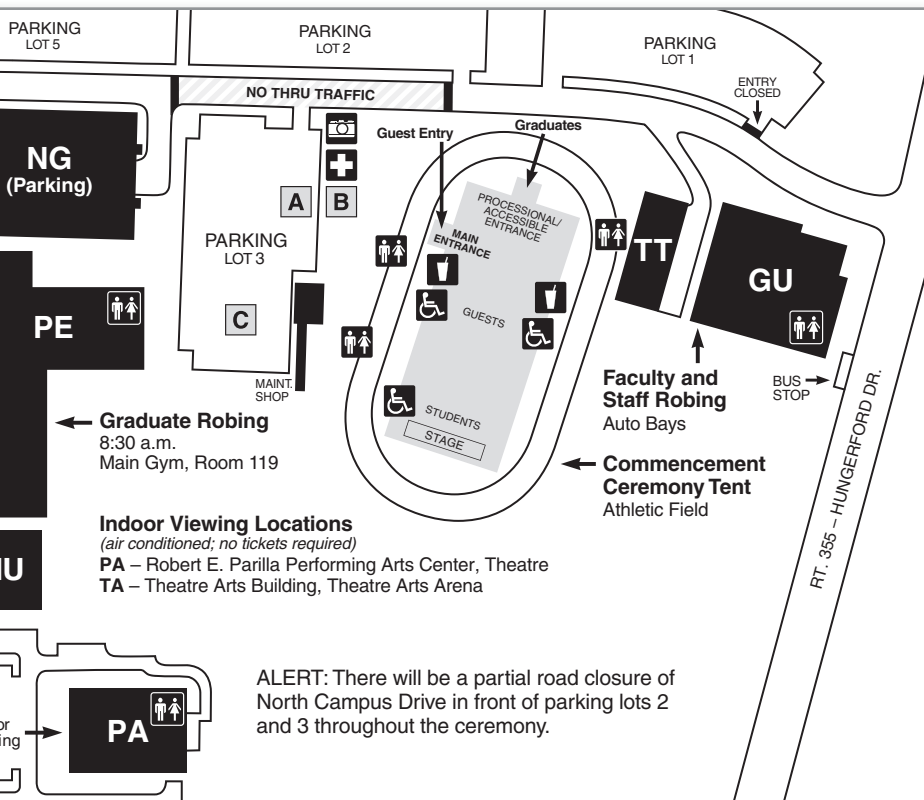 PARKING
LOT 5
PARKING
LOT 2
PARKING
LOT 1
ENTRY
CLOSED
NO THRU TRAFFIC
Guest Entry
Graduates
NG
(Parking)
A
B
PROCESSIONAL/
ACCESSIBLE
ENTRANCE
MAIN
ENTRANCE
PARKING
LOT 3
TT
GU
PE
C
GUESTS
MAINT.
SHOP
BUS
STOP
Faculty and
Staff Robing
Auto Bays
RT. 355 – HUNGERFORD DR.
Graduate Robing
8:30 a.m.
Main Gym, Room 119
STUDENTS
STAGE
Commencement
Ceremony Tent
Athletic Field
Indoor Viewing Locations
(air conditioned; no tickets required)
PA – Robert E. Parilla Performing Arts Center, Theatre
TA – Theatre Arts Building, Theatre Arts Arena
ALERT: There will be a partial road closure of
North Campus Drive in front of parking lots 2
and 3 throughout the ceremony.
PA